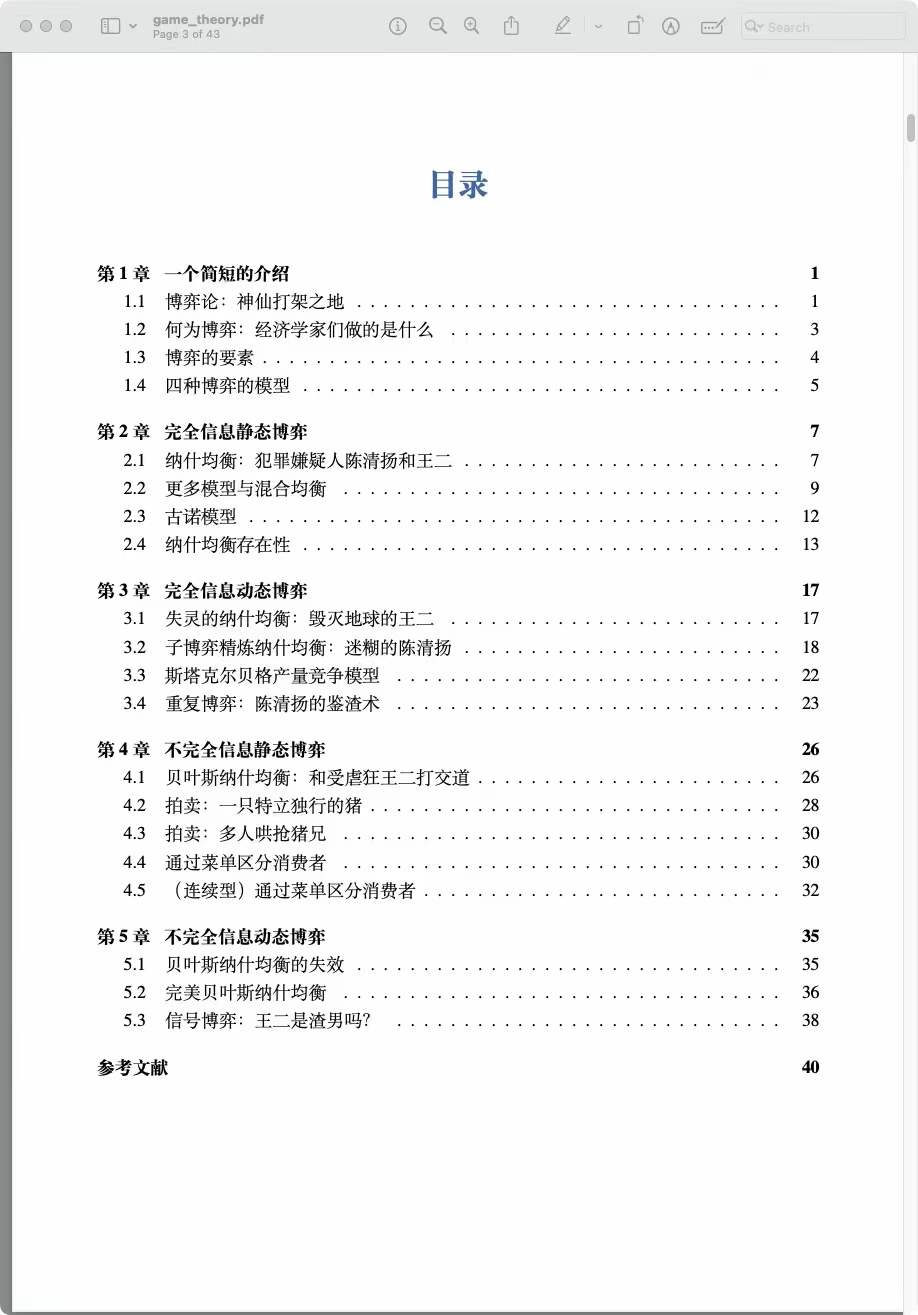 game_theory.pdf
Page 3 of 43
Search
目录
第 1 章 一个简短的介绍 1
1.1 博弈论：神仙打架之地 . . . . . . . . . . . . . . . . . . . . . . . . . . . . . . . . 1
1.2 何为博弈：经济学家们做的是什么 . . . . . . . . . . . . . . . . . . . . . . . . . 3
1.3 博弈的要素 . . . . . . . . . . . . . . . . . . . . . . . . . . . . . . . . . . . . . . . 4
1.4 四种博弈的模型 . . . . . . . . . . . . . . . . . . . . . . . . . . . . . . . . . . . . 5
第 2 章 完全信息静态博弈 7
2.1 纳什均衡：犯罪嫌疑人陈清扬和王二 . . . . . . . . . . . . . . . . . . . . . . . . 7
2.2 更多模型与混合均衡 . . . . . . . . . . . . . . . . . . . . . . . . . . . . . . . . . 9
2.3 古诺模型 . . . . . . . . . . . . . . . . . . . . . . . . . . . . . . . . . . . . . . . . 12
2.4 纳什均衡存在性 . . . . . . . . . . . . . . . . . . . . . . . . . . . . . . . . . . . . 13
第 3 章 完全信息动态博弈 17
3.1 失灵的纳什均衡：毁灭地球的王二 . . . . . . . . . . . . . . . . . . . . . . . . . 17
3.2 子博弈精炼纳什均衡：迷糊的陈清扬 . . . . . . . . . . . . . . . . . . . . . . . . 18
3.3 斯塔克尔贝格产量竞争模型 . . . . . . . . . . . . . . . . . . . . . . . . . . . . . 22
3.4 重复博弈：陈清扬的鉴渣术 . . . . . . . . . . . . . . . . . . . . . . . . . . . . . 23
第 4 章 不完全信息静态博弈 26
4.1 贝叶斯纳什均衡：和受虐狂王二打交道 . . . . . . . . . . . . . . . . . . . . . . . 26
4.2 拍卖：一只特立独行的猪 . . . . . . . . . . . . . . . . . . . . . . . . . . . . . . . 28
4.3 拍卖：多人哄抢猪兄 . . . . . . . . . . . . . . . . . . . . . . . . . . . . . . . . . 30
4.4 通过菜单区分消费者 . . . . . . . . . . . . . . . . . . . . . . . . . . . . . . . . . 30
4.5 （连续型）通过菜单区分消费者 . . . . . . . . . . . . . . . . . . . . . . . . . . . 32
第 5 章 不完全信息动态博弈 35
5.1 贝叶斯纳什均衡的失效 . . . . . . . . . . . . . . . . . . . . . . . . . . . . . . . . 35
5.2 完美贝叶斯纳什均衡 . . . . . . . . . . . . . . . . . . . . . . . . . . . . . . . . . 36
5.3 信号博弈：王二是渣男吗？ . . . . . . . . . . . . . . . . . . . . . . . . . . . . . 38
参考文献 40